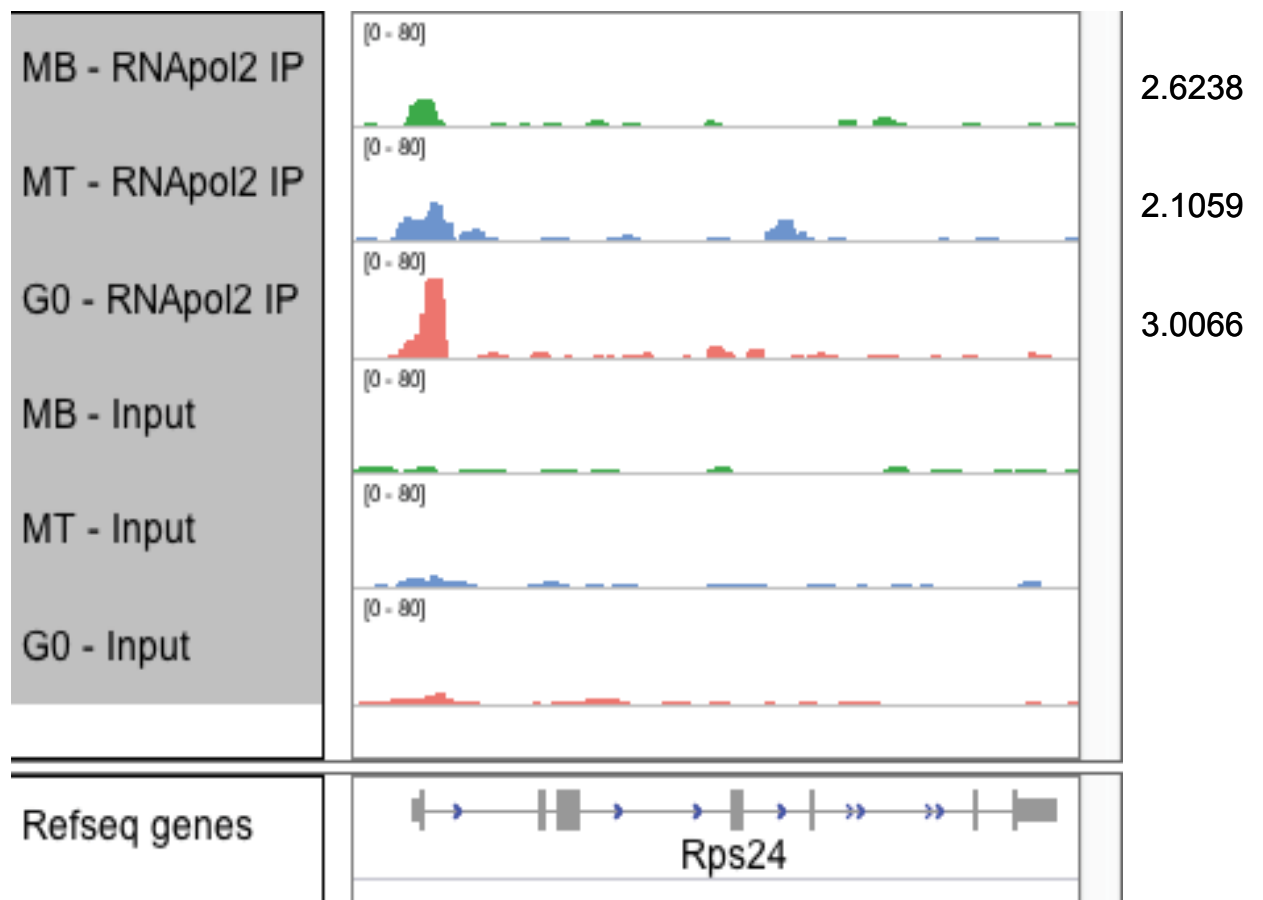 MB - RNApol2 IP [0 - 80] 2.6238
MT - RNApol2 IP [0 - 80] 2.1059
G0 - RNApol2 IP [0 - 80] 3.0066
MB - Input [0 - 80]
MT - Input [0 - 80]
G0 - Input [0 - 80]
Refseq genes
Rps24